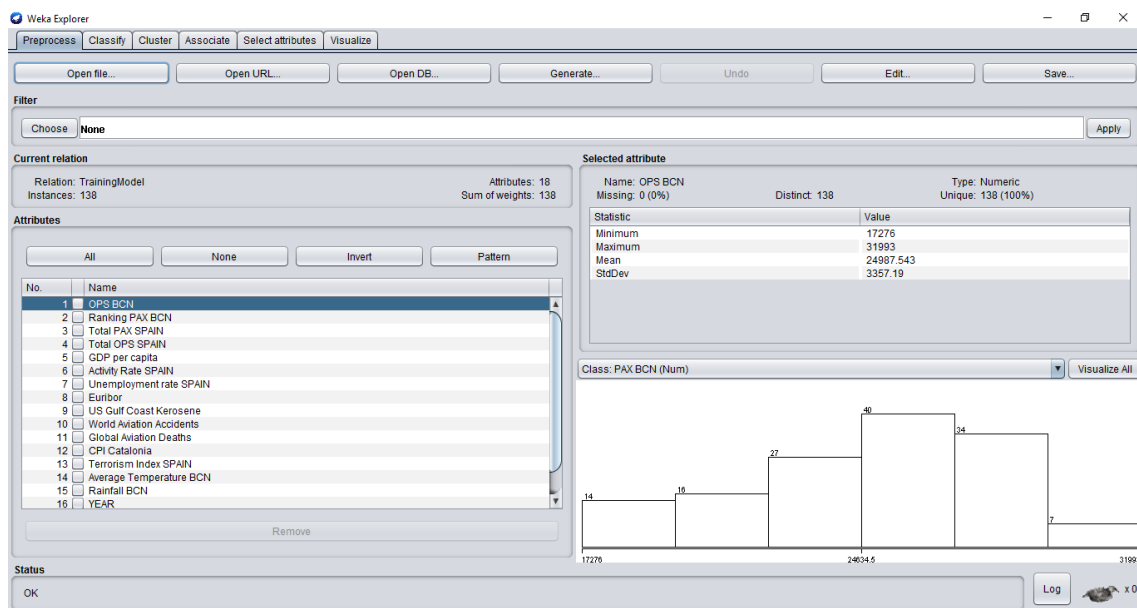 Weka Explorer
Preprocess Classify Cluster Associate Select attributes Visualize
Open file... Open URL... Open DB... Generate... Undo Edit... Save...
Filter
Choose None Apply
Current relation
Relation: TrainingModel Attributes: 18
Instances: 138 Sum of weights: 138
Attributes
All None Invert Pattern
No. Name
1 OPS BCN
2 Ranking PAX BCN
3 Total PAX SPAIN
4 Total OPS SPAIN
5 GDP per capita
6 Activity Rate SPAIN
7 Unemployment rate SPAIN
8 Euribor
9 US Gulf Coast Kerosene
10 World Aviation Accidents
11 Global Aviation Deaths
12 CPI Catalonia
13 Terrorism Index SPAIN
14 Average Temperature BCN
15 Rainfall BCN
16 YEAR
Remove
Selected attribute
Name: OPS BCN Type: Numeric
Missing: 0 (0%) Distinct: 138 Unique: 138 (100%)
Statistic Value
Minimum 17276
Maximum 31993
Mean 24987.543
StdDev 3357.19
Class: PAX BCN (Num) Visualize All
14 16 27 40 34 7
17276 24634.5 3199
Status
OK Log x 0